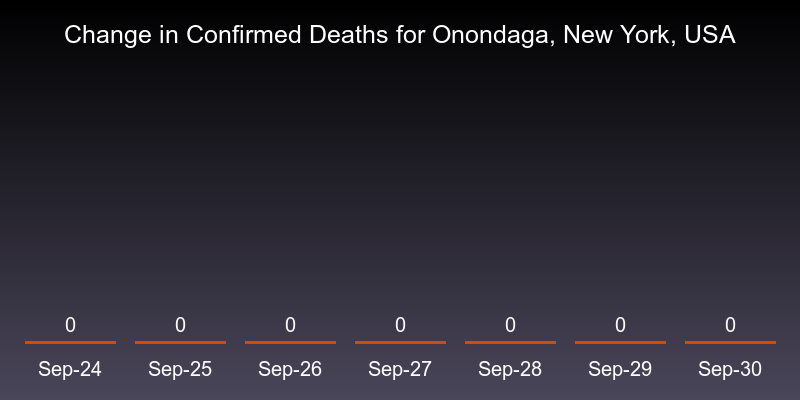 Change in Confirmed Deaths for Onondaga, New York, USA
0 0 0 0 0 0 0
Sep-24 Sep-25 Sep-26 Sep-27 Sep-28 Sep-29 Sep-30